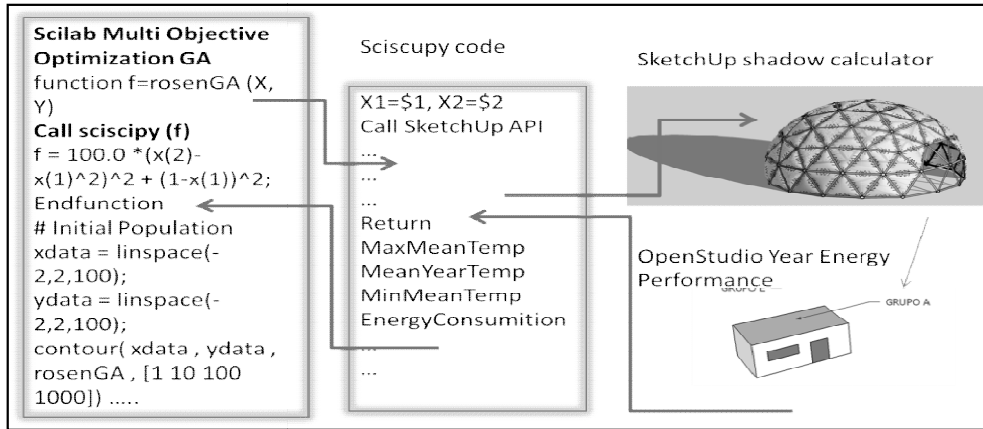 Scilab Multi Objective
Optimization GA
function f=rosenGA (X,
Y)
Call sciscipy (f)
f = 100.0 *(x(2)-
x(1)^2)^2 + (1-x(1))^2;
Endfunction
# Initial Population
xdata = linspace(-
2,2,100);
ydata = linspace(-
2,2,100);
contour( xdata , ydata ,
rosenGA , [1 10 100
1000]) .....
Sciscupy code
X1=$1, X2=$2
Call SketchUp API
...
...
...
Return
MaxMeanTemp
MeanYearTemp
MinMeanTemp
EnergyConsumition
...
...
SketchUp shadow calculator
OpenStudio Year Energy
Performance
GRUPO
GRUPO A